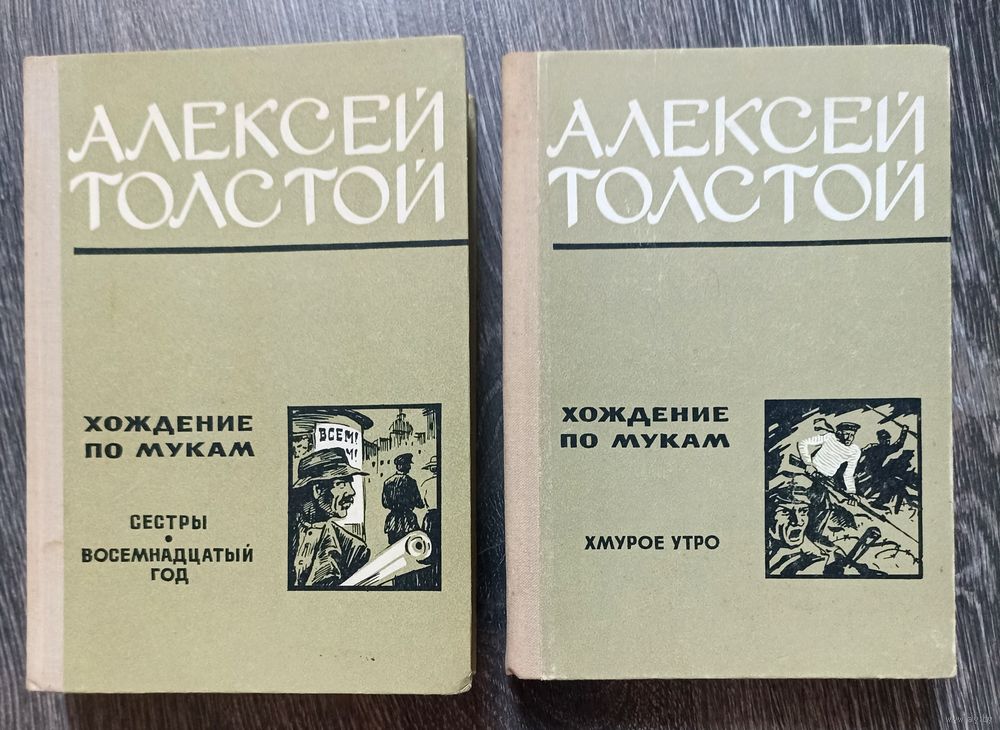 АЛЕКСЕЙ
ТОЛСТОЙ
ХОЖДЕНИЕ
ПО МУКАМ
СЕСТРЫ
•
ВОСЕМНАДЦАТЫЙ
ГОД
ВСЕМ!
М!
АЛЕКСЕЙ
ТОЛСТОЙ
ХОЖДЕНИЕ
ПО МУКАМ
ХМУРОЕ УТРО